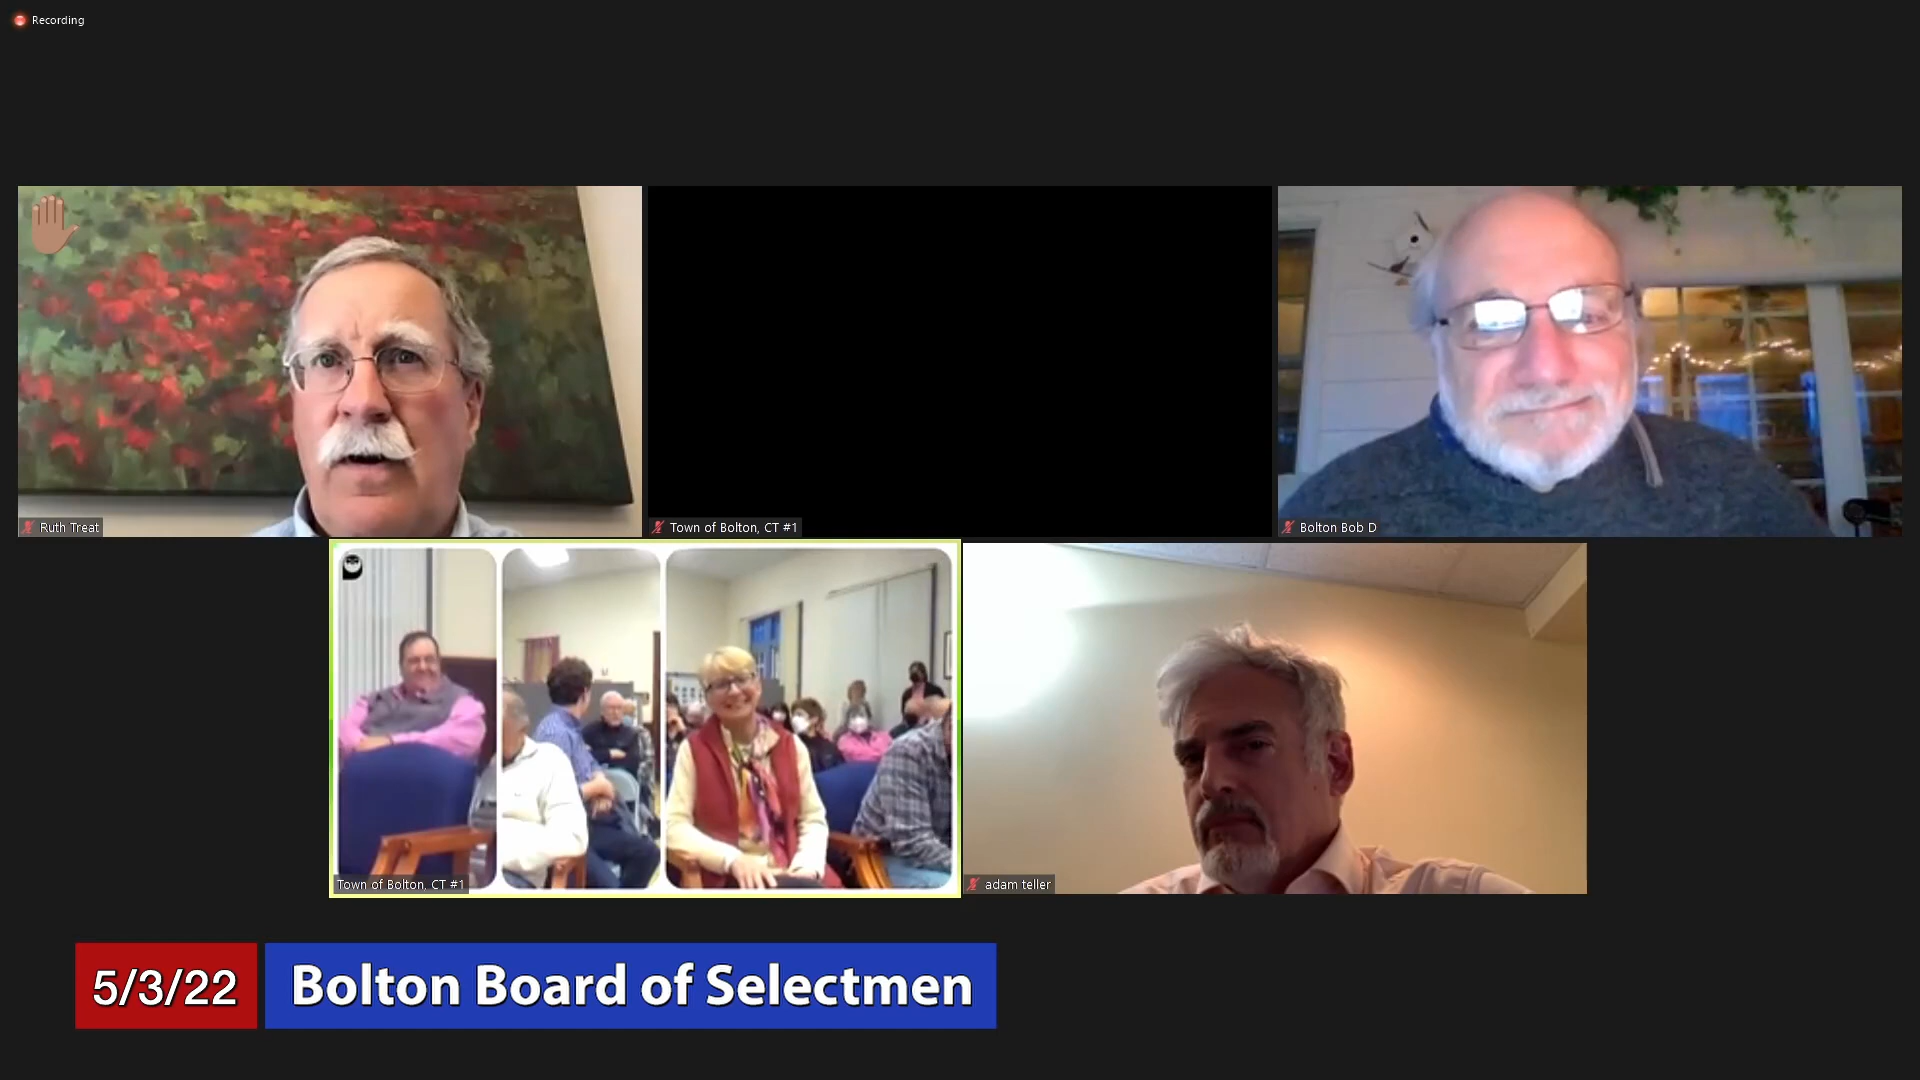 Recording
Ruth Treat
Town of Bolton, CT #1
Bolton Bob D
Town of Bolton, CT #1
adam teller
5/3/22
Bolton Board of Selectmen